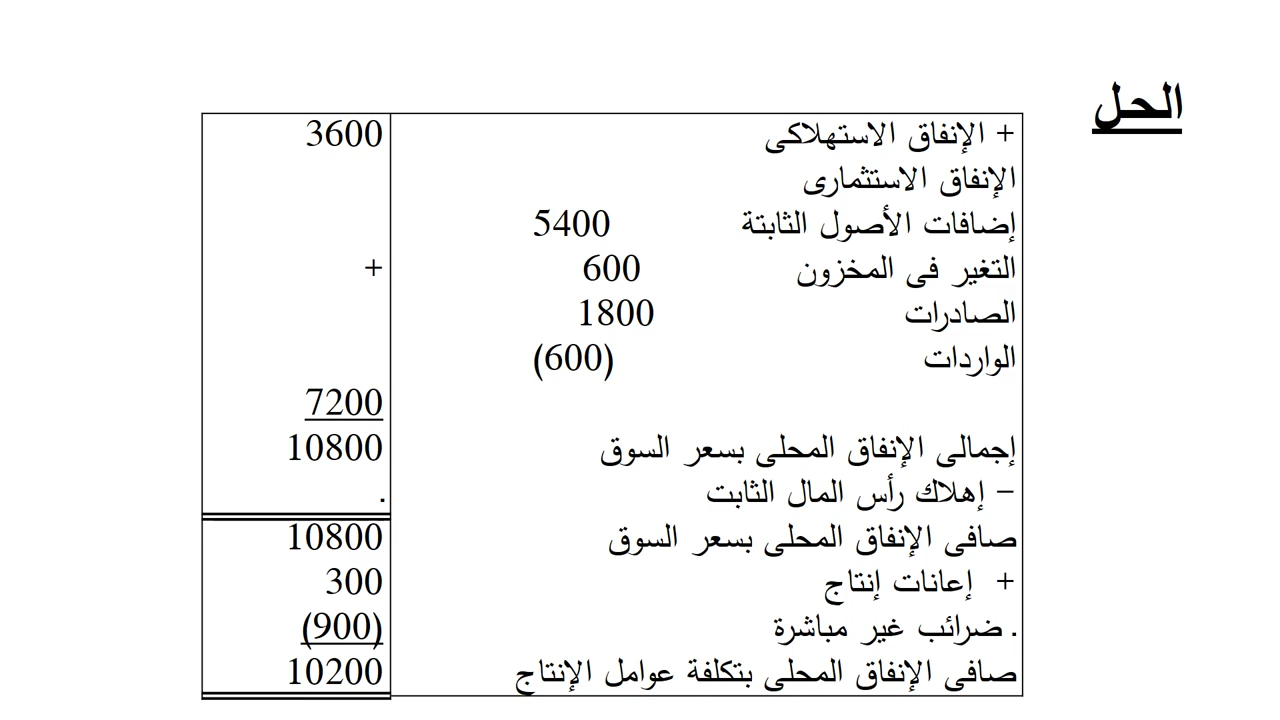 الحل
+ الإنفاق الاستهلاكى 3600
الإنفاق الاستثمارى
إضافات الأصول الثابتة 5400
التغير فى المخزون 600 +
الصادرات 1800
الواردات (600)
7200
إجمالى الإنفاق المحلى بسعر السوق 10800
– إهلاك رأس المال الثابت .
صافى الإنفاق المحلى بسعر السوق 10800
+ إعانات إنتاج 300
. ضرائب غير مباشرة (900)
صافى الإنفاق المحلى بتكلفة عوامل الإنتاج 10200